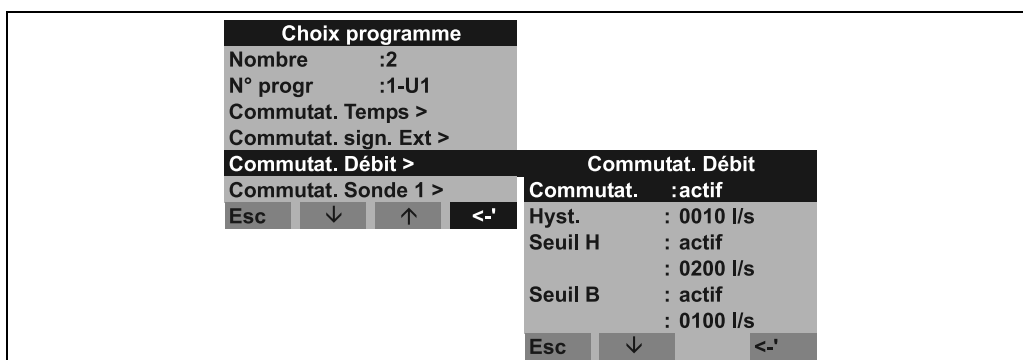 Choix programme
Nombre :2
N° progr :1-U1
Commutat. Temps >
Commutat. sign. Ext >
Commutat. Débit >
Commutat. Sonde 1 >
Esc ↓ ↑ <-'
Commutat. Débit
Commutat. :actif
Hyst. : 0010 l/s
Seuil H : actif
: 0200 l/s
Seuil B : actif
: 0100 l/s
Esc ↓ <-'